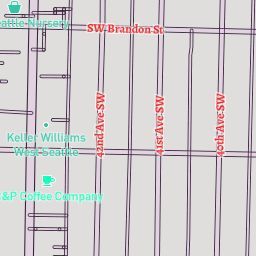 SW Brandon St
eattle Nursery
42nd Ave SW
41st Ave SW
40th Ave SW
Keller Williams
West Seattle
&P Coffee Company